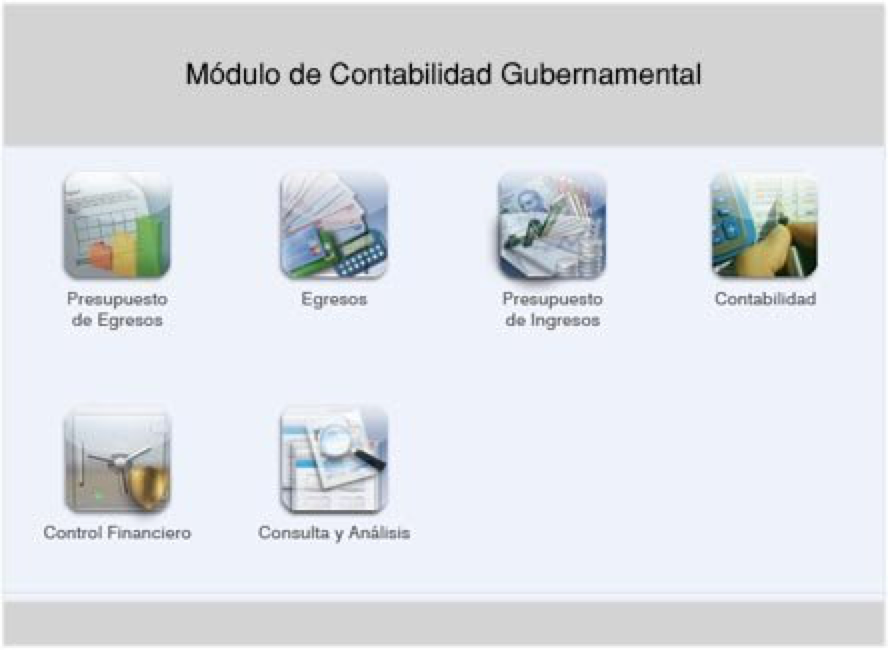 Módulo de Contabilidad Gubernamental
Presupuesto
de Egresos
Egresos
Presupuesto
de Ingresos
Contabilidad
Control Financiero
Consulta y Análisis